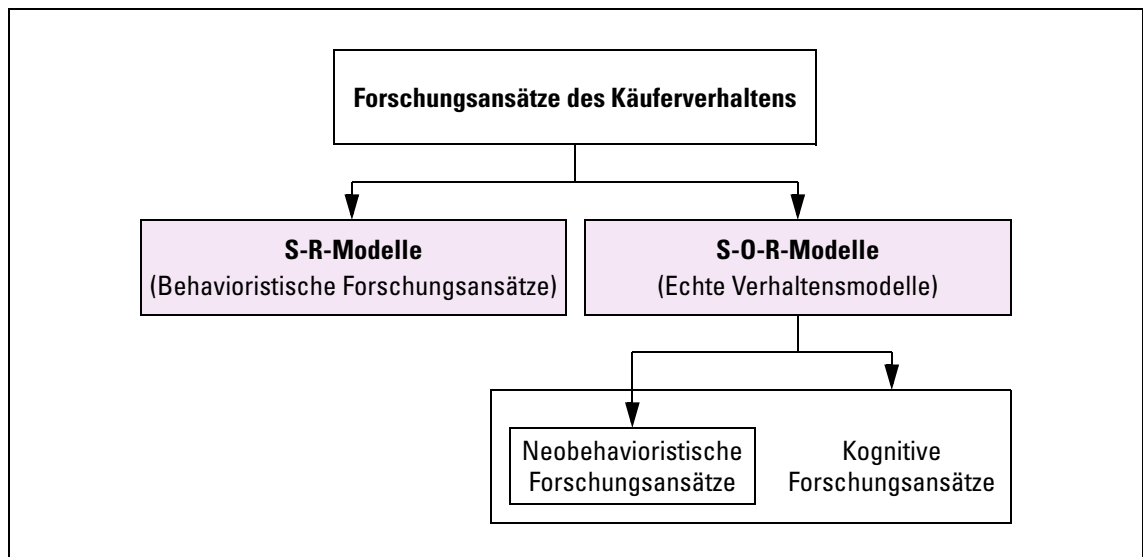 Forschungsansätze des Käuferverhaltens
S-R-Modelle
(Behavioristische Forschungsansätze)
S-O-R-Modelle
(Echte Verhaltensmodelle)
Neobehavioristische
Forschungsansätze
Kognitive
Forschungsansätze